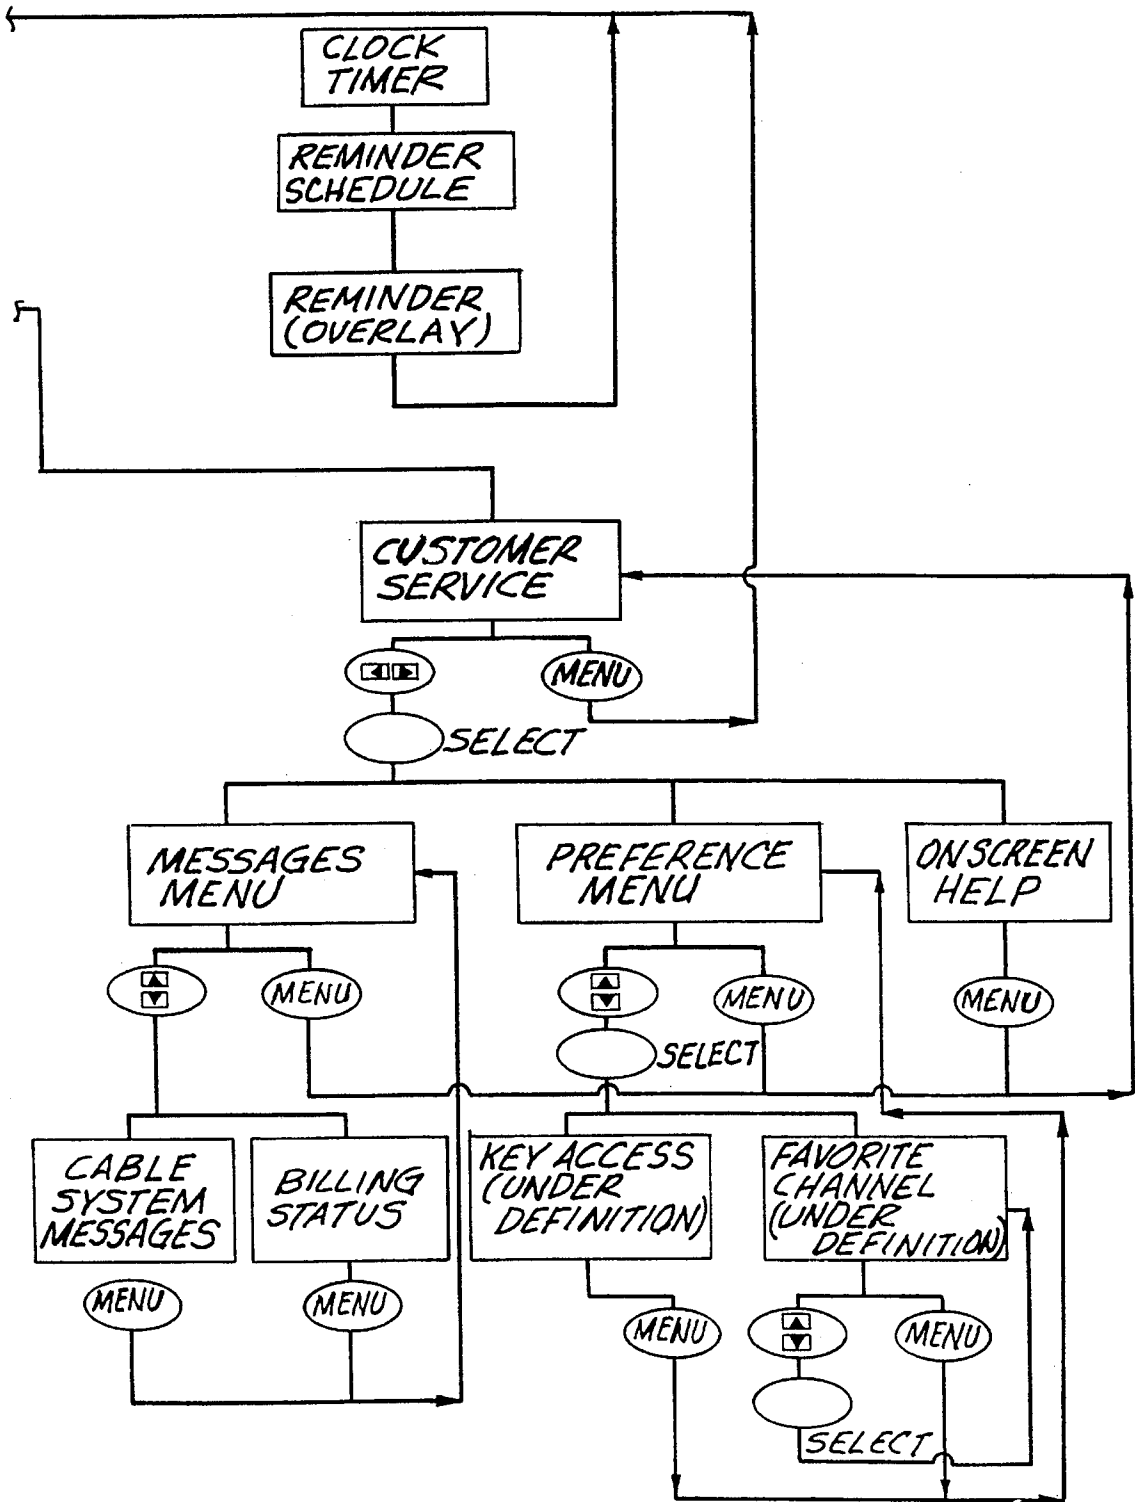 CLOCK
TIMER
REMINDER
SCHEDULE
REMINDER
(OVERLAY)
CUSTOMER
SERVICE
MENU
SELECT
MESSAGES
MENU
PREFERENCE
MENU
ONSCREEN
HELP
MENU
MENU
MENU
SELECT
CABLE
SYSTEM
MESSAGES
BILLING
STATUS
KEY ACCESS
(UNDER
DEFINITION)
FAVORITE
CHANNEL
(UNDER
DEFINITION)
MENU
MENU
MENU
MENU
SELECT